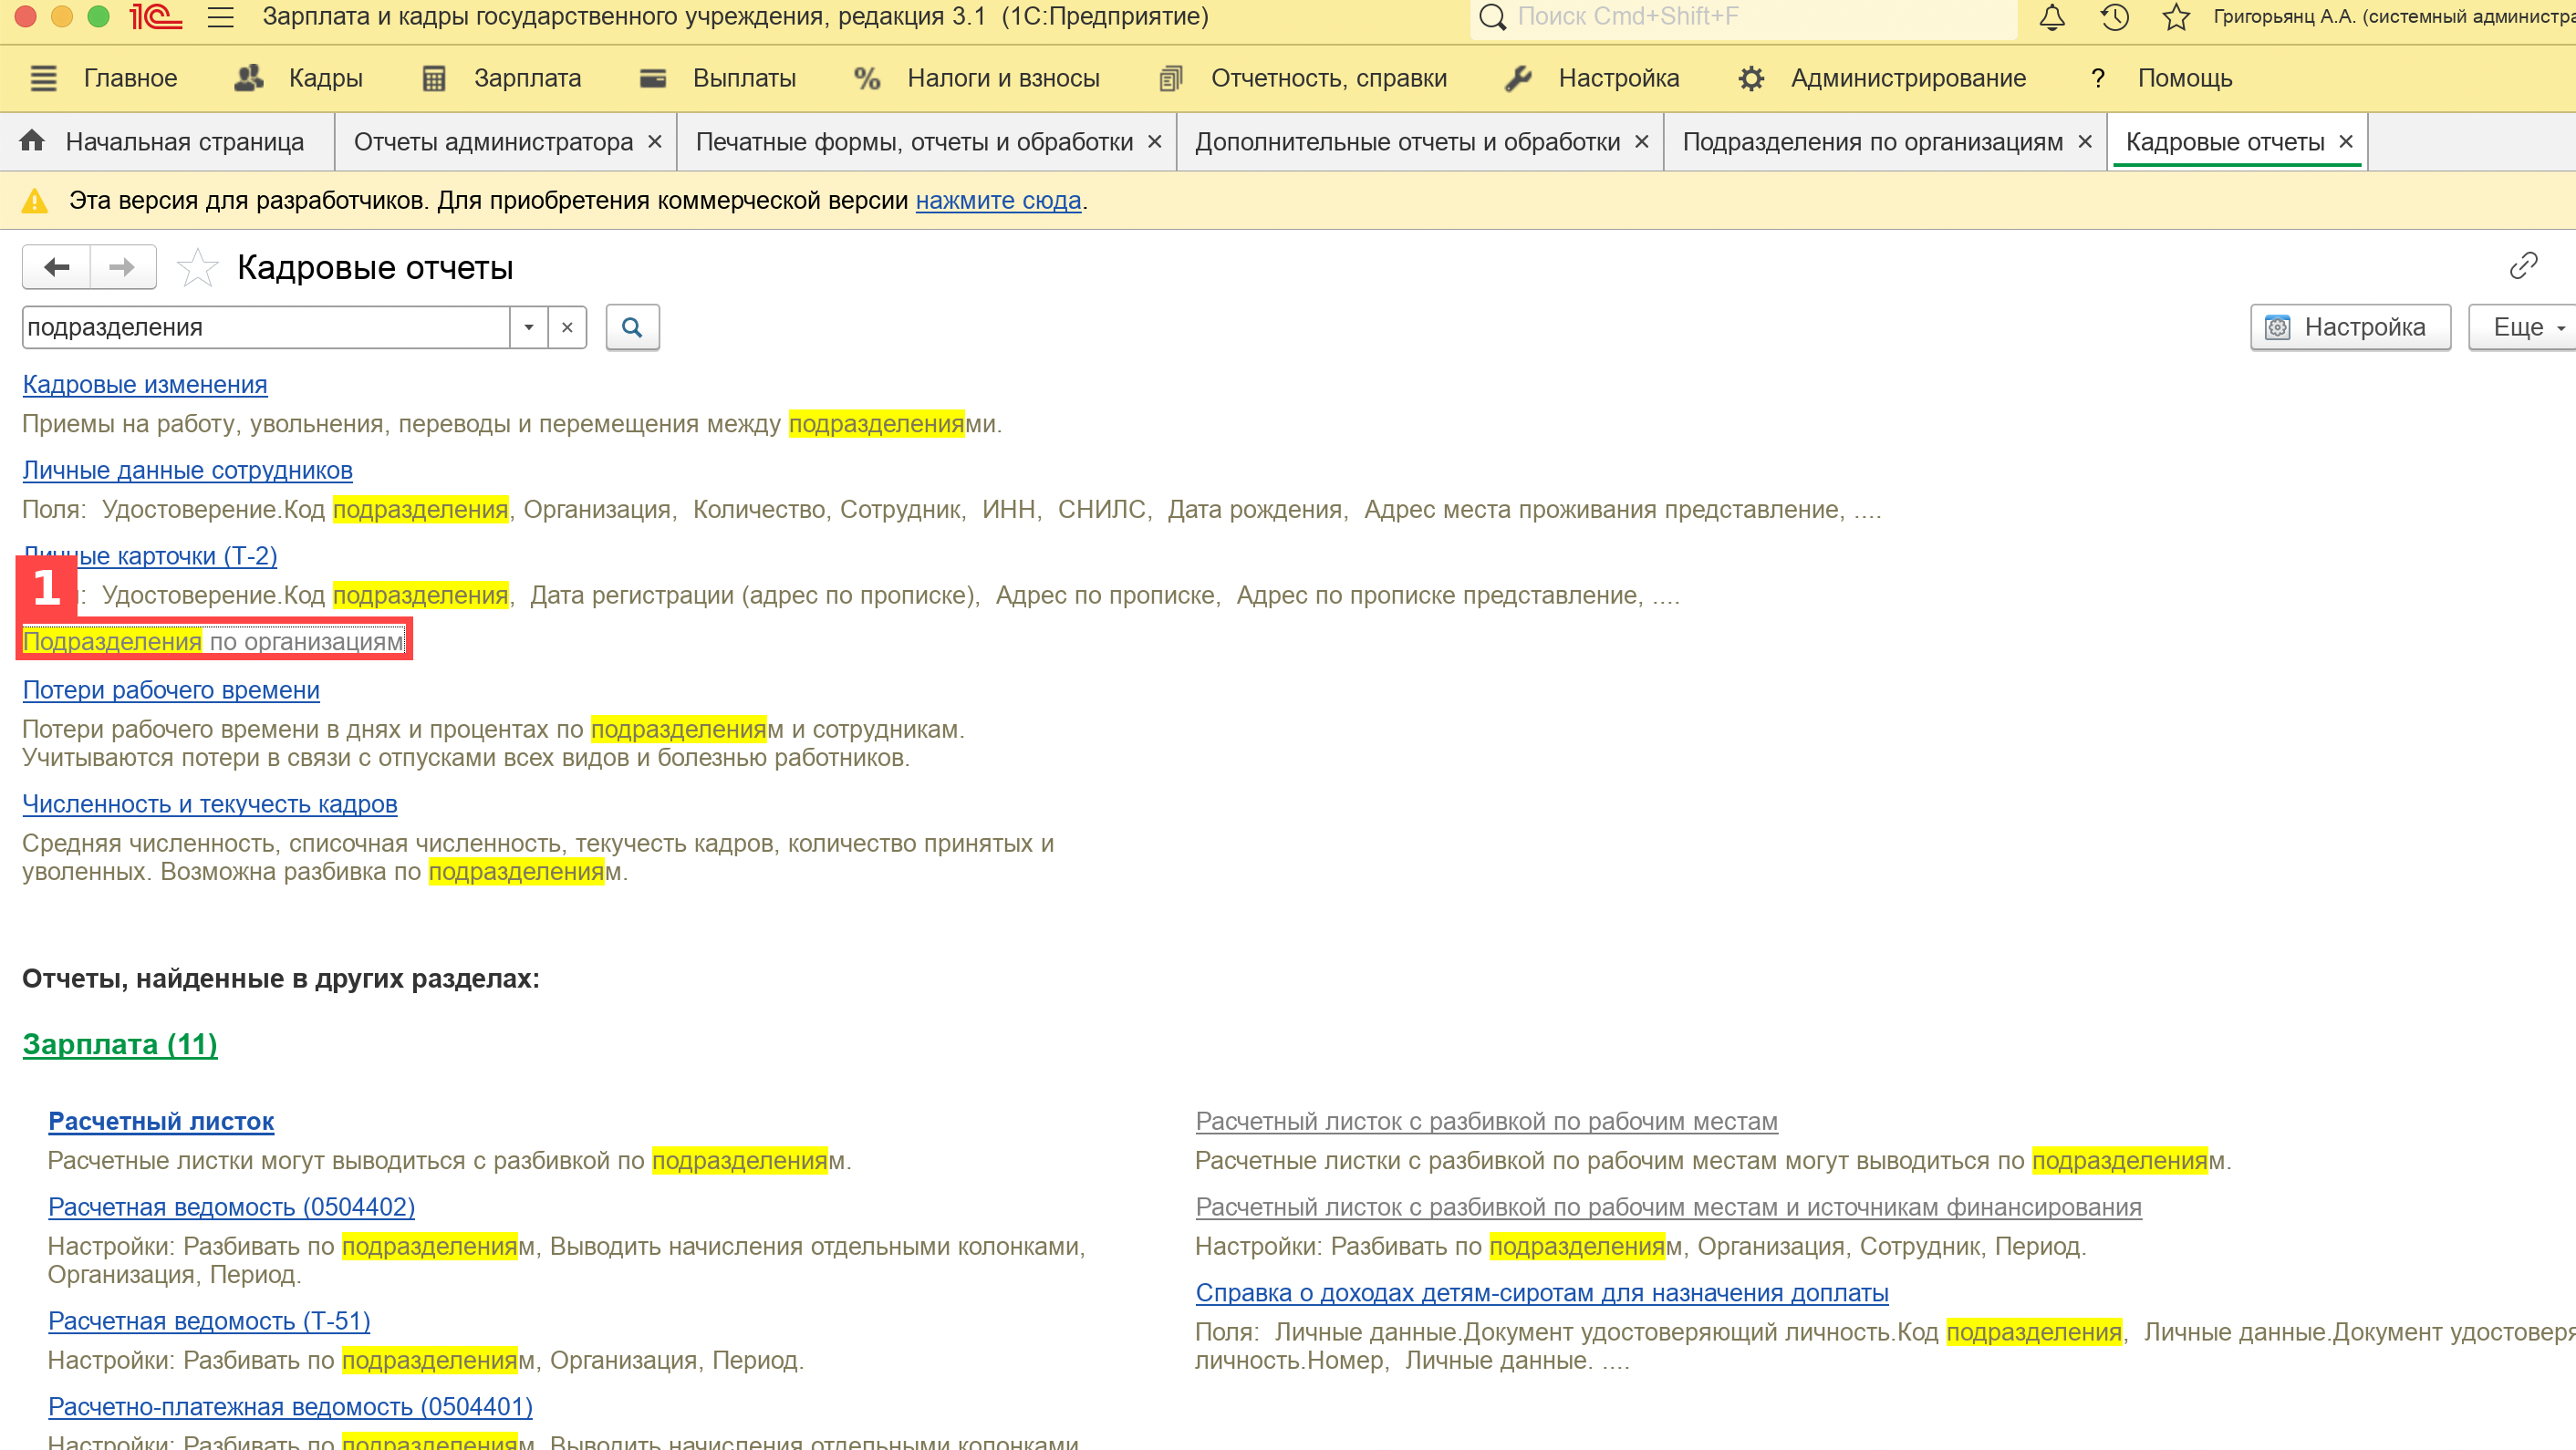 Зарплата и кадры государственного учреждения, редакция 3.1 (1С:Предприятие)
Поиск Cmd+Shift+F
Григорьянц А.А. (системный администра
Главное
Кадры
Зарплата
Выплаты
% Налоги и взносы
Отчетность, справки
Настройка
Администрирование
? Помощь
Начальная страница
Отчеты администратора ×
Печатные формы, отчеты и обработки ×
Дополнительные отчеты и обработки ×
Подразделения по организациям ×
Кадровые отчеты ×
Эта версия для разработчиков. Для приобретения коммерческой версии нажмите сюда.
Кадровые отчеты
подразделения
×
Настройка
Еще
Кадровые изменения
Приемы на работу, увольнения, переводы и перемещения между подразделениями.
Личные данные сотрудников
Поля: Удостоверение.Код подразделения, Организация, Количество, Сотрудник, ИНН, СНИЛС, Дата рождения, Адрес места проживания представление, ....
Личные карточки (Т-2)
1
: Удостоверение.Код подразделения, Дата регистрации (адрес по прописке), Адрес по прописке, Адрес по прописке представление, ....
Подразделения по организациям
Потери рабочего времени
Потери рабочего времени в днях и процентах по подразделениям и сотрудникам.
Учитываются потери в связи с отпусками всех видов и болезнью работников.
Численность и текучесть кадров
Средняя численность, списочная численность, текучесть кадров, количество принятых и
уволенных. Возможна разбивка по подразделениям.
Отчеты, найденные в других разделах:
Зарплата (11)
Расчетный листок
Расчетные листки могут выводиться с разбивкой по подразделениям.
Расчетная ведомость (0504402)
Настройки: Разбивать по подразделениям, Выводить начисления отдельными колонками,
Организация, Период.
Расчетная ведомость (Т-51)
Настройки: Разбивать по подразделениям, Организация, Период.
Расчетно-платежная ведомость (0504401)
Настройки: Разбивать по подразделениям, Выводить начисления отдельными колонками,
Расчетный листок с разбивкой по рабочим местам
Расчетные листки с разбивкой по рабочим местам могут выводиться по подразделениям.
Расчетный листок с разбивкой по рабочим местам и источникам финансирования
Настройки: Разбивать по подразделениям, Организация, Сотрудник, Период.
Справка о доходах детям-сиротам для назначения доплаты
Поля: Личные данные.Документ удостоверяющий личность.Код подразделения, Личные данные.Документ удостоверя
личность.Номер, Личные данные. ....